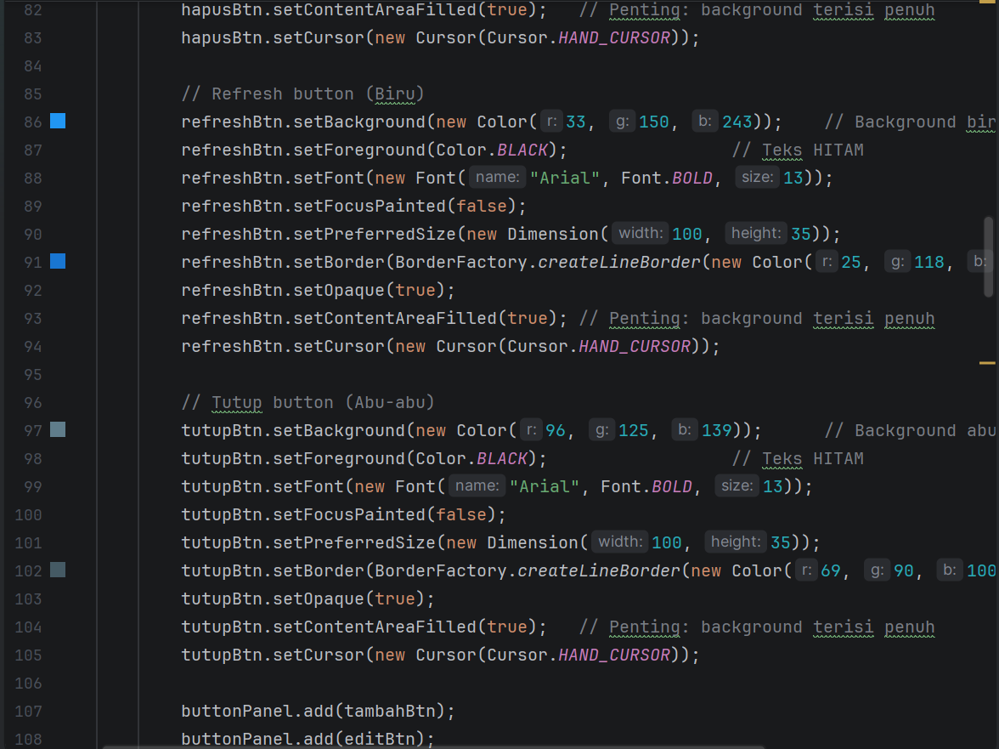 82 hapusBtn.setContentAreaFilled(true);   // Penting: background terisi penuh
83 hapusBtn.setCursor(new Cursor(Cursor.HAND_CURSOR));
84
85 // Refresh button (Biru)
86 refreshBtn.setBackground(new Color( r: 33,  g: 150,  b: 243));    // Background bir
87 refreshBtn.setForeground(Color.BLACK);                // Teks HITAM
88 refreshBtn.setFont(new Font( name: "Arial", Font.BOLD,  size: 13));
89 refreshBtn.setFocusPainted(false);
90 refreshBtn.setPreferredSize(new Dimension( width: 100,  height: 35));
91 refreshBtn.setBorder(BorderFactory.createLineBorder(new Color( r: 25,  g: 118,  b:
92 refreshBtn.setOpaque(true);
93 refreshBtn.setContentAreaFilled(true); // Penting: background terisi penuh
94 refreshBtn.setCursor(new Cursor(Cursor.HAND_CURSOR));
95
96 // Tutup button (Abu-abu)
97 tutupBtn.setBackground(new Color( r: 96,  g: 125,  b: 139));      // Background abu
98 tutupBtn.setForeground(Color.BLACK);                  // Teks HITAM
99 tutupBtn.setFont(new Font( name: "Arial", Font.BOLD,  size: 13));
100 tutupBtn.setFocusPainted(false);
101 tutupBtn.setPreferredSize(new Dimension( width: 100,  height: 35));
102 tutupBtn.setBorder(BorderFactory.createLineBorder(new Color( r: 69,  g: 90,  b: 100
103 tutupBtn.setOpaque(true);
104 tutupBtn.setContentAreaFilled(true);   // Penting: background terisi penuh
105 tutupBtn.setCursor(new Cursor(Cursor.HAND_CURSOR));
106
107 buttonPanel.add(tambahBtn);
108 buttonPanel.add(editBtn);